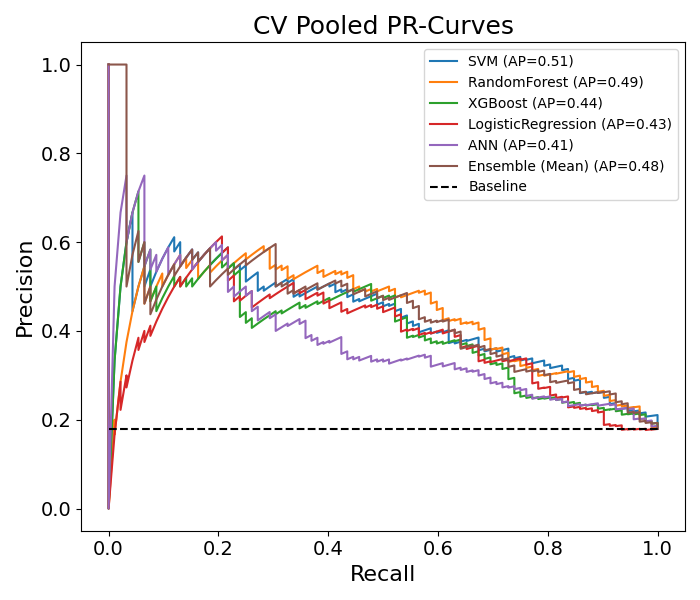 CV Pooled PR-Curves
SVM (AP=0.51)
RandomForest (AP=0.49)
XGBoost (AP=0.44)
LogisticRegression (AP=0.43)
ANN (AP=0.41)
Ensemble (Mean) (AP=0.48)
Baseline
Precision
1.0
0.8
0.6
0.4
0.2
0.0
0.0 0.2 0.4 0.6 0.8 1.0
Recall